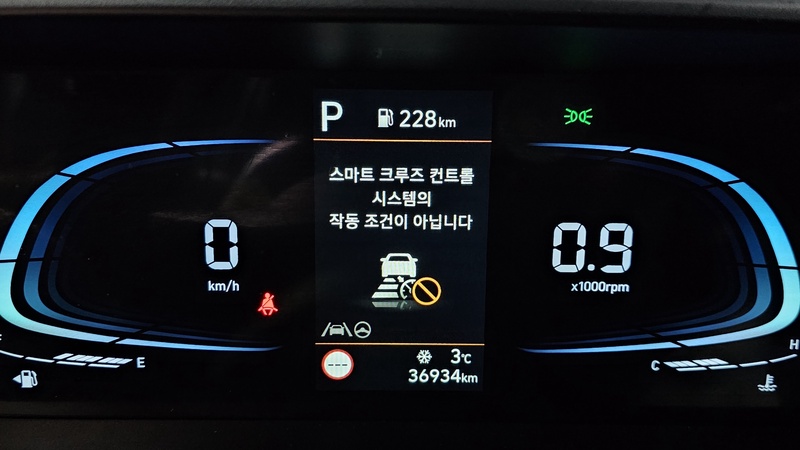 P
228km
스마트 크루즈 컨트롤
시스템의
작동 조건이 아닙니다
0
km/h
0.9
x1000rpm
E
C
H
---
3℃
36934km